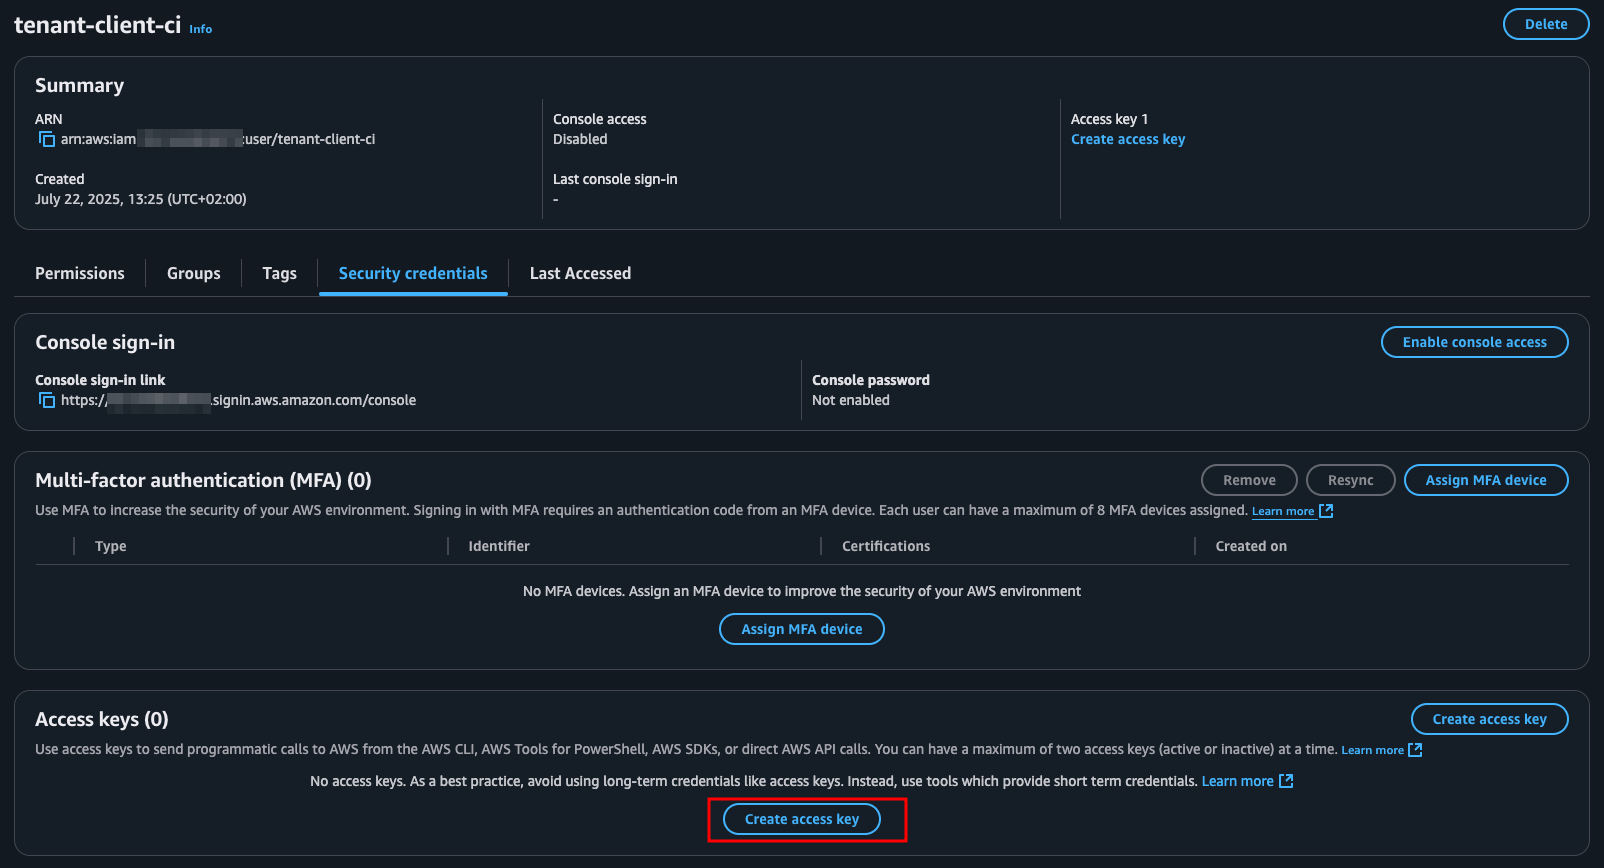 tenant-client-ci Info
Delete
Summary
ARN
arn:aws:iam :user/tenant-client-ci
Created
July 22, 2025, 13:25 (UTC+02:00)
Console access
Disabled
Last console sign-in
-
Access key 1
Create access key
Permissions Groups Tags Security credentials Last Accessed
Console sign-in
Enable console access
Console sign-in link
https:// .signin.aws.amazon.com/console
Console password
Not enabled
Multi-factor authentication (MFA) (0)
Remove Resync Assign MFA device
Use MFA to increase the security of your AWS environment. Signing in with MFA requires an authentication code from an MFA device. Each user can have a maximum of 8 MFA devices assigned. Learn more
Type Identifier Certifications Created on
No MFA devices. Assign an MFA device to improve the security of your AWS environment
Assign MFA device
Access keys (0)
Create access key
Use access keys to send programmatic calls to AWS from the AWS CLI, AWS Tools for PowerShell, AWS SDKs, or direct AWS API calls. You can have a maximum of two access keys (active or inactive) at a time. Learn more
No access keys. As a best practice, avoid using long-term credentials like access keys. Instead, use tools which provide short term credentials. Learn more
Create access key